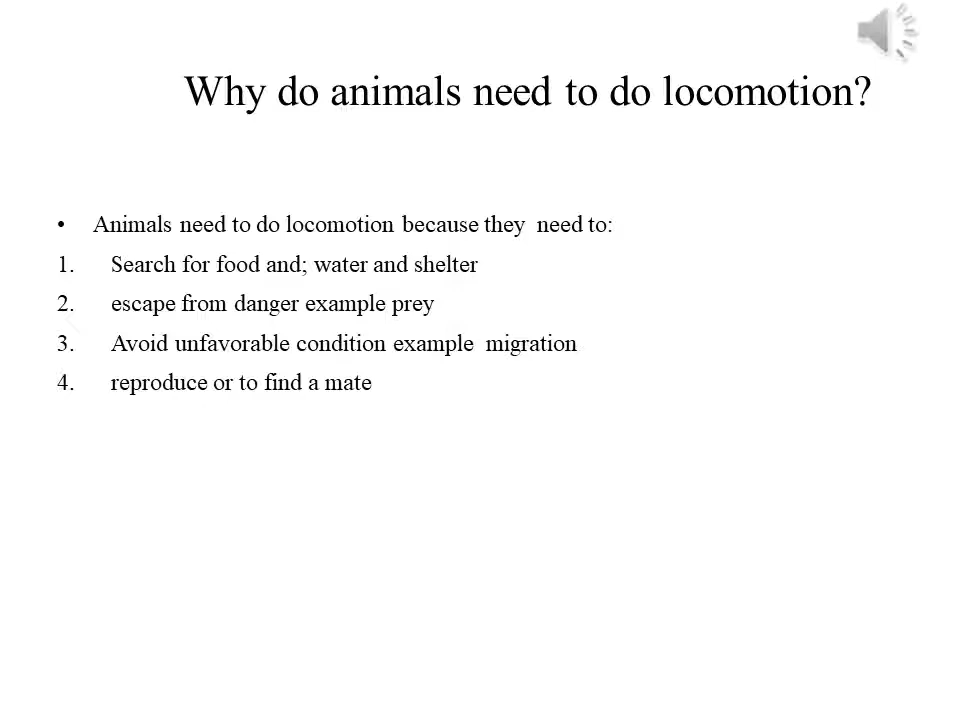 Why do animals need to do locomotion?
• Animals need to do locomotion because they need to:
1. Search for food and; water and shelter
2. escape from danger example prey
3. Avoid unfavorable condition example migration
4. reproduce or to find a mate